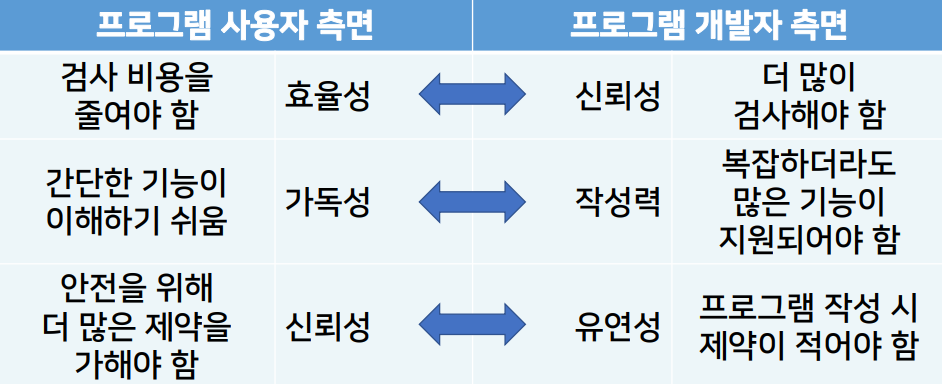 프로그램 사용자 측면
프로그램 개발자 측면
검사 비용을
줄여야 함
효율성
신뢰성
더 많이
검사해야 함
간단한 기능이
이해하기 쉬움
가독성
작성력
복잡하더라도
많은 기능이
지원되어야 함
안전을 위해
더 많은 제약을
가해야 함
신뢰성
유연성
프로그램 작성 시
제약이 적어야 함